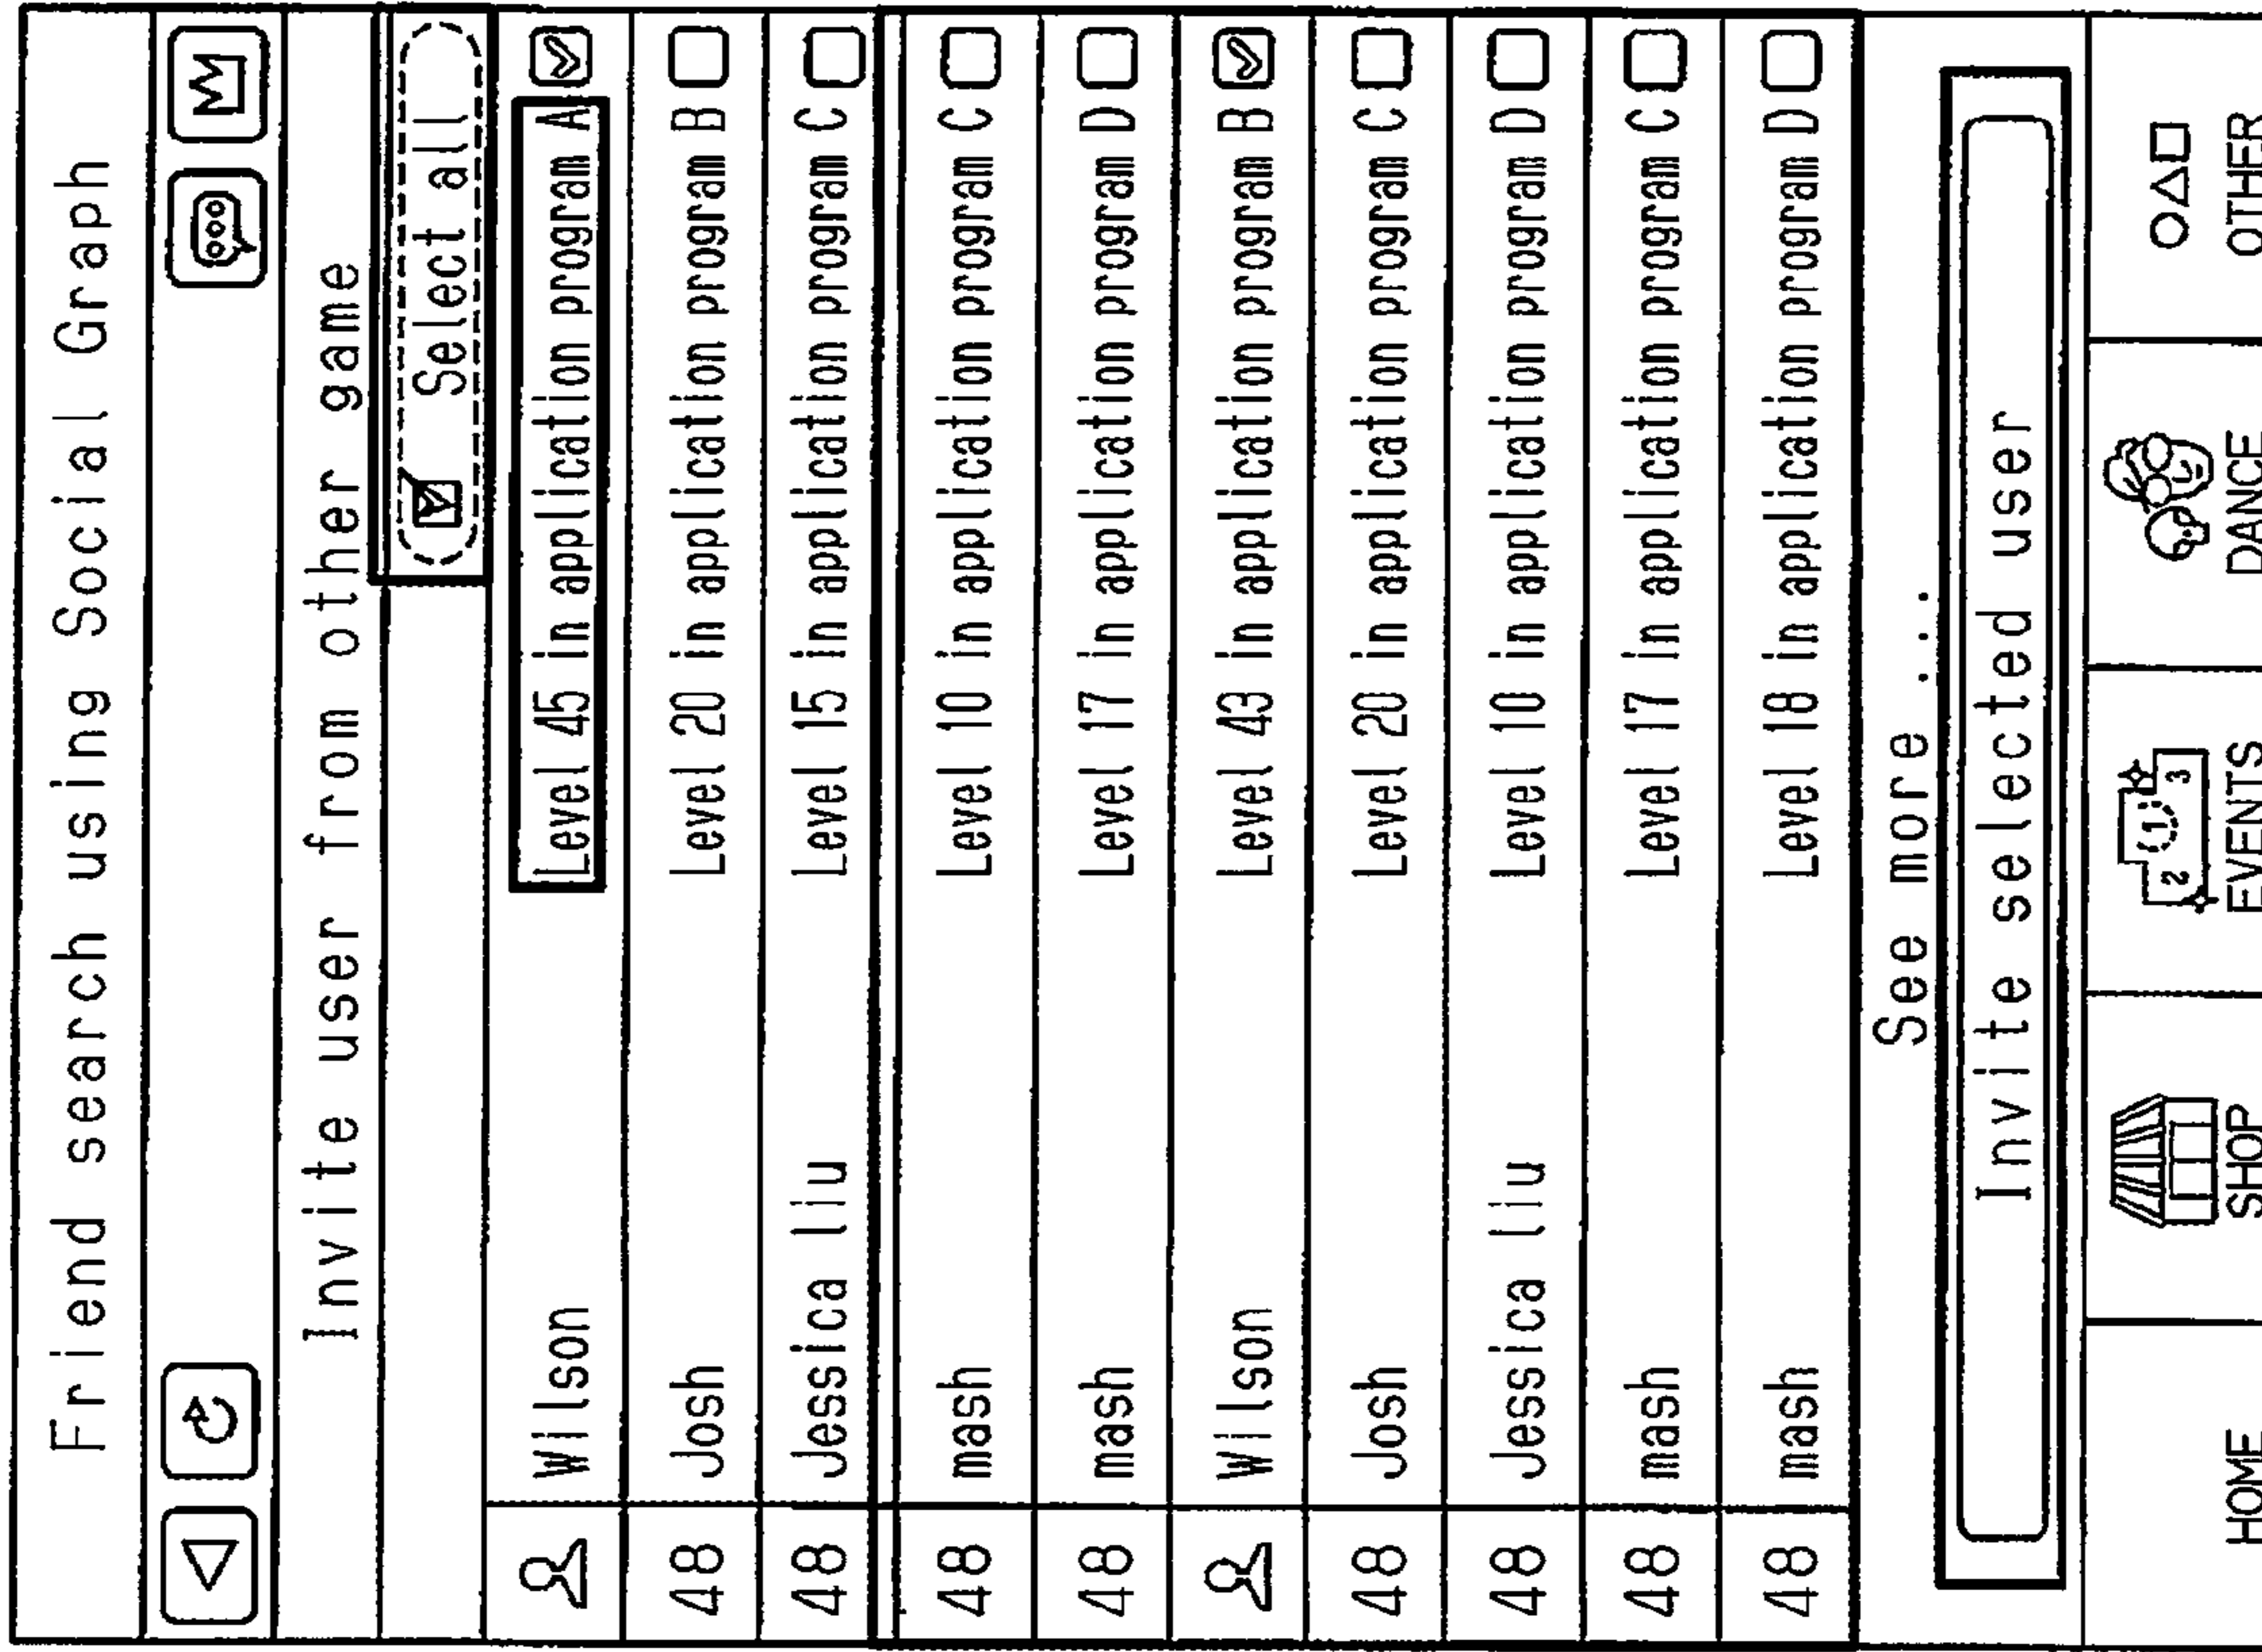 Friend search using Social Graph
Invite user from other game
Select all
Wilson Level 45 in application program A
48 Josh Level 20 in application program B
48 Jessica liu Level 15 in application program C
48 mash Level 10 in application program C
48 mash Level 17 in application program D
Wilson Level 43 in application program B
48 Josh Level 20 in application program C
48 Jessica liu Level 10 in application program D
48 mash Level 17 in application program C
48 mash Level 18 in application program D
See more ....
Invite selected user
2 1 3
HOME SHOP EVENTS DANCE OTHER